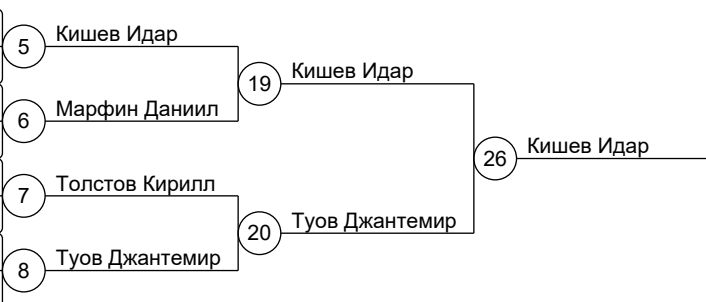 5
Кишев Идар
19
Кишев Идар
6
Марфин Даниил
26
Кишев Идар
7
Толстов Кирилл
20
Туов Джантемир
8
Туов Джантемир